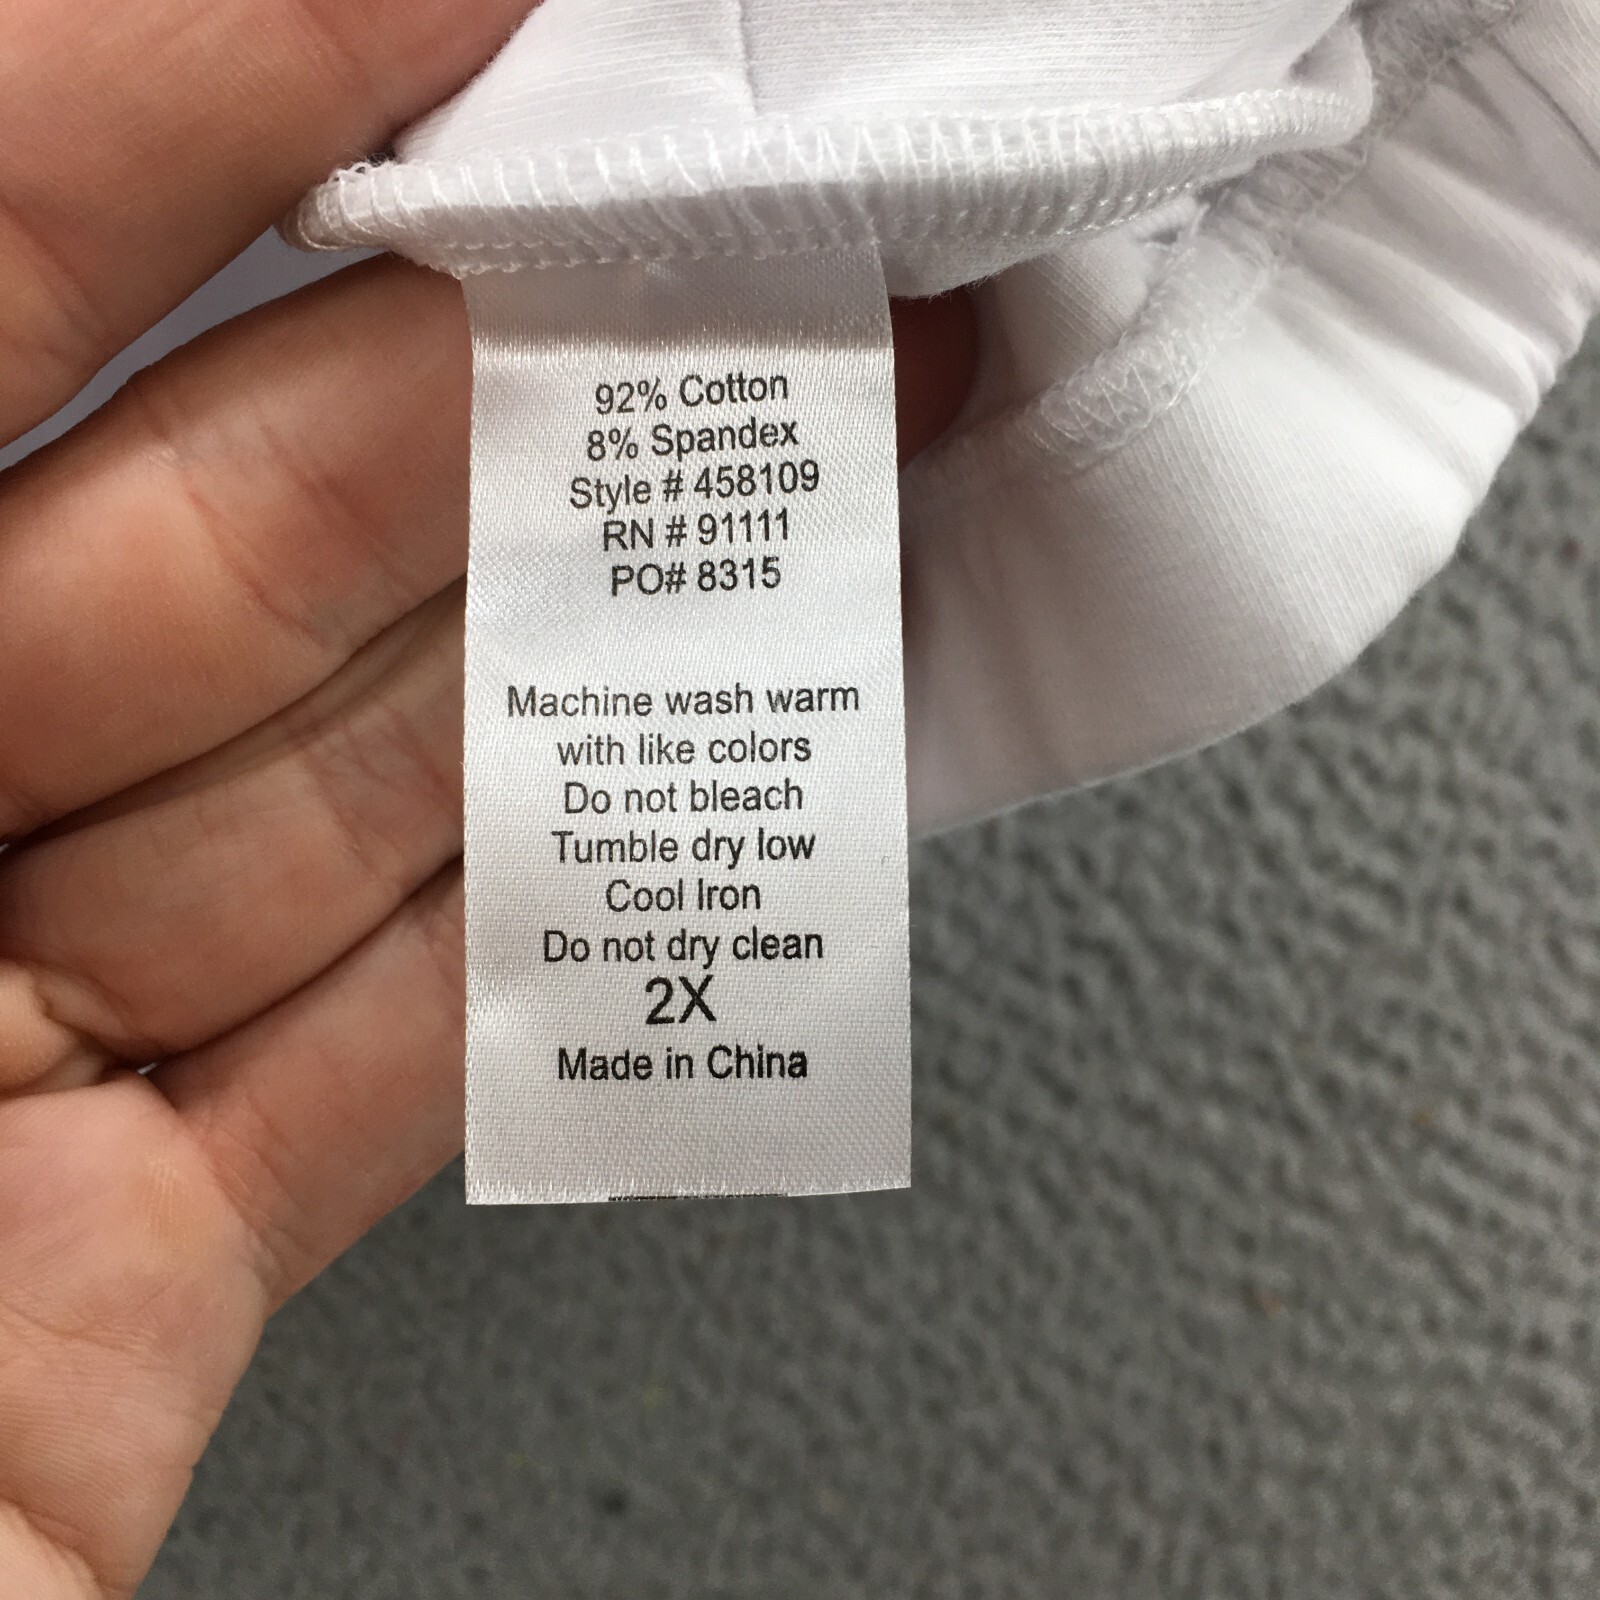 92% Cotton
8% Spandex
Style # 458109
RN # 91111
PO# 8315
Machine wash warm
with like colors
Do not bleach
Tumble dry low
Cool Iron
Do not dry clean
2X
Made in China